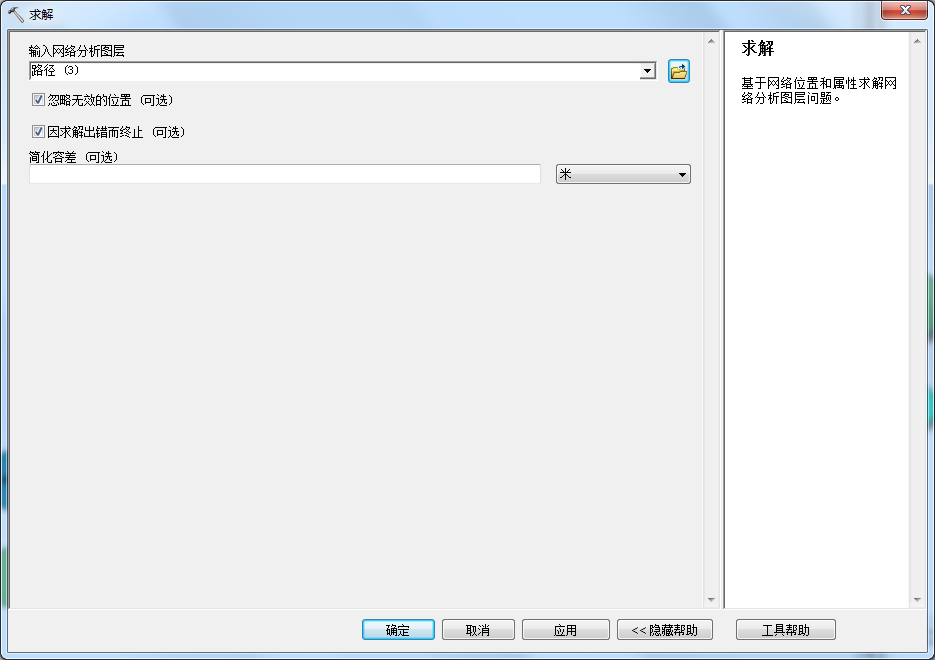 求解
输入网络分析图层
路径 (3)
忽略无效的位置 (可选)
因求解出错而终止 (可选)
简化容差 (可选)
米
求解
基于网络位置和属性求解网
络分析图层问题。
确定
取消
应用
<< 隐藏帮助
工具帮助